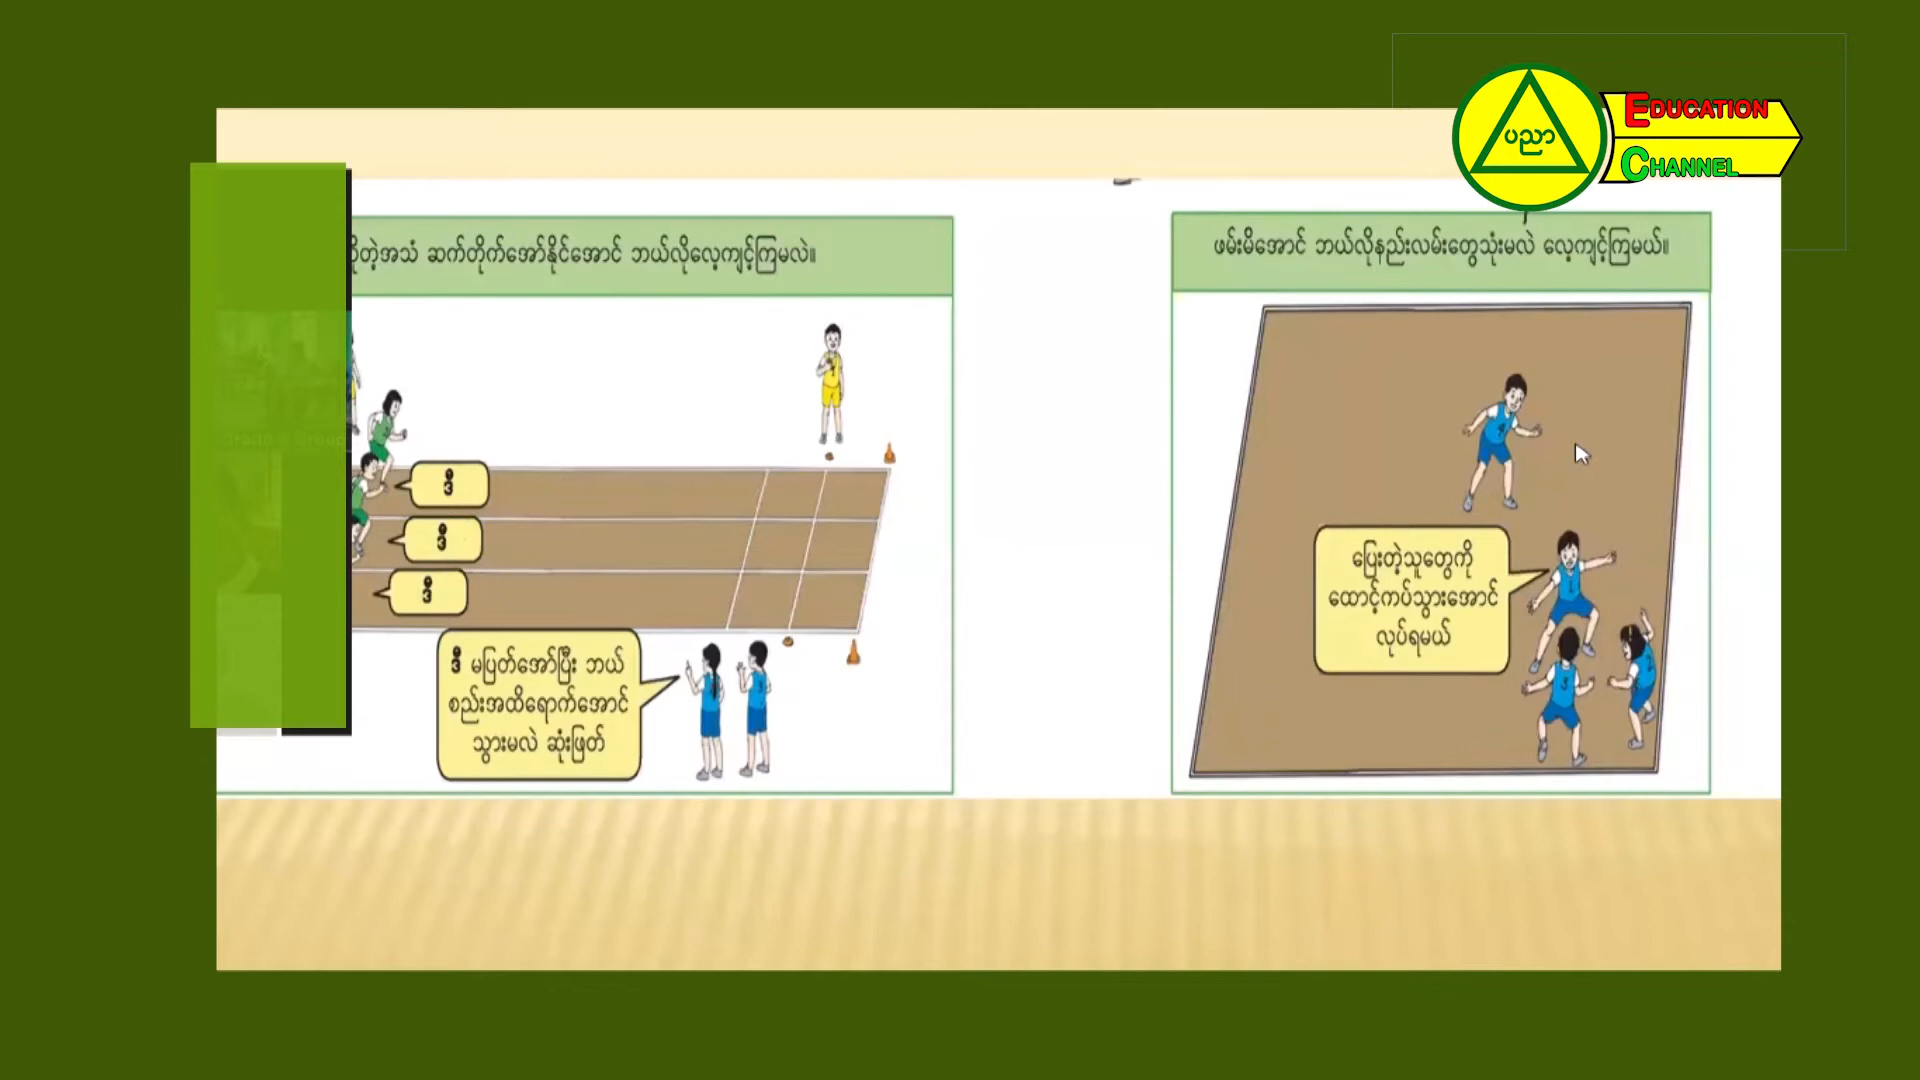 ပညာ
EDUCATION
CHANNEL
တဲ့အသံ ဆက်တိုက်အော်နိုင်အောင် ဘယ်လိုလေ့ကျင့်ကြမလဲ။
ဒီ
ဒီ
ဒီ
ဒီ မပြတ်အော်ပြီး ဘယ်
စည်းအထိရောက်အောင်
သွားမလဲ ဆုံးဖြတ်
ဖမ်းမိအောင် ဘယ်လိုနည်းလမ်းတွေသုံးမလဲ လေ့ကျင့်ကြမယ်။
ပြေးတဲ့သူတွေကို
ထောင့်ကပ်သွားအောင်
လုပ်ရမယ်